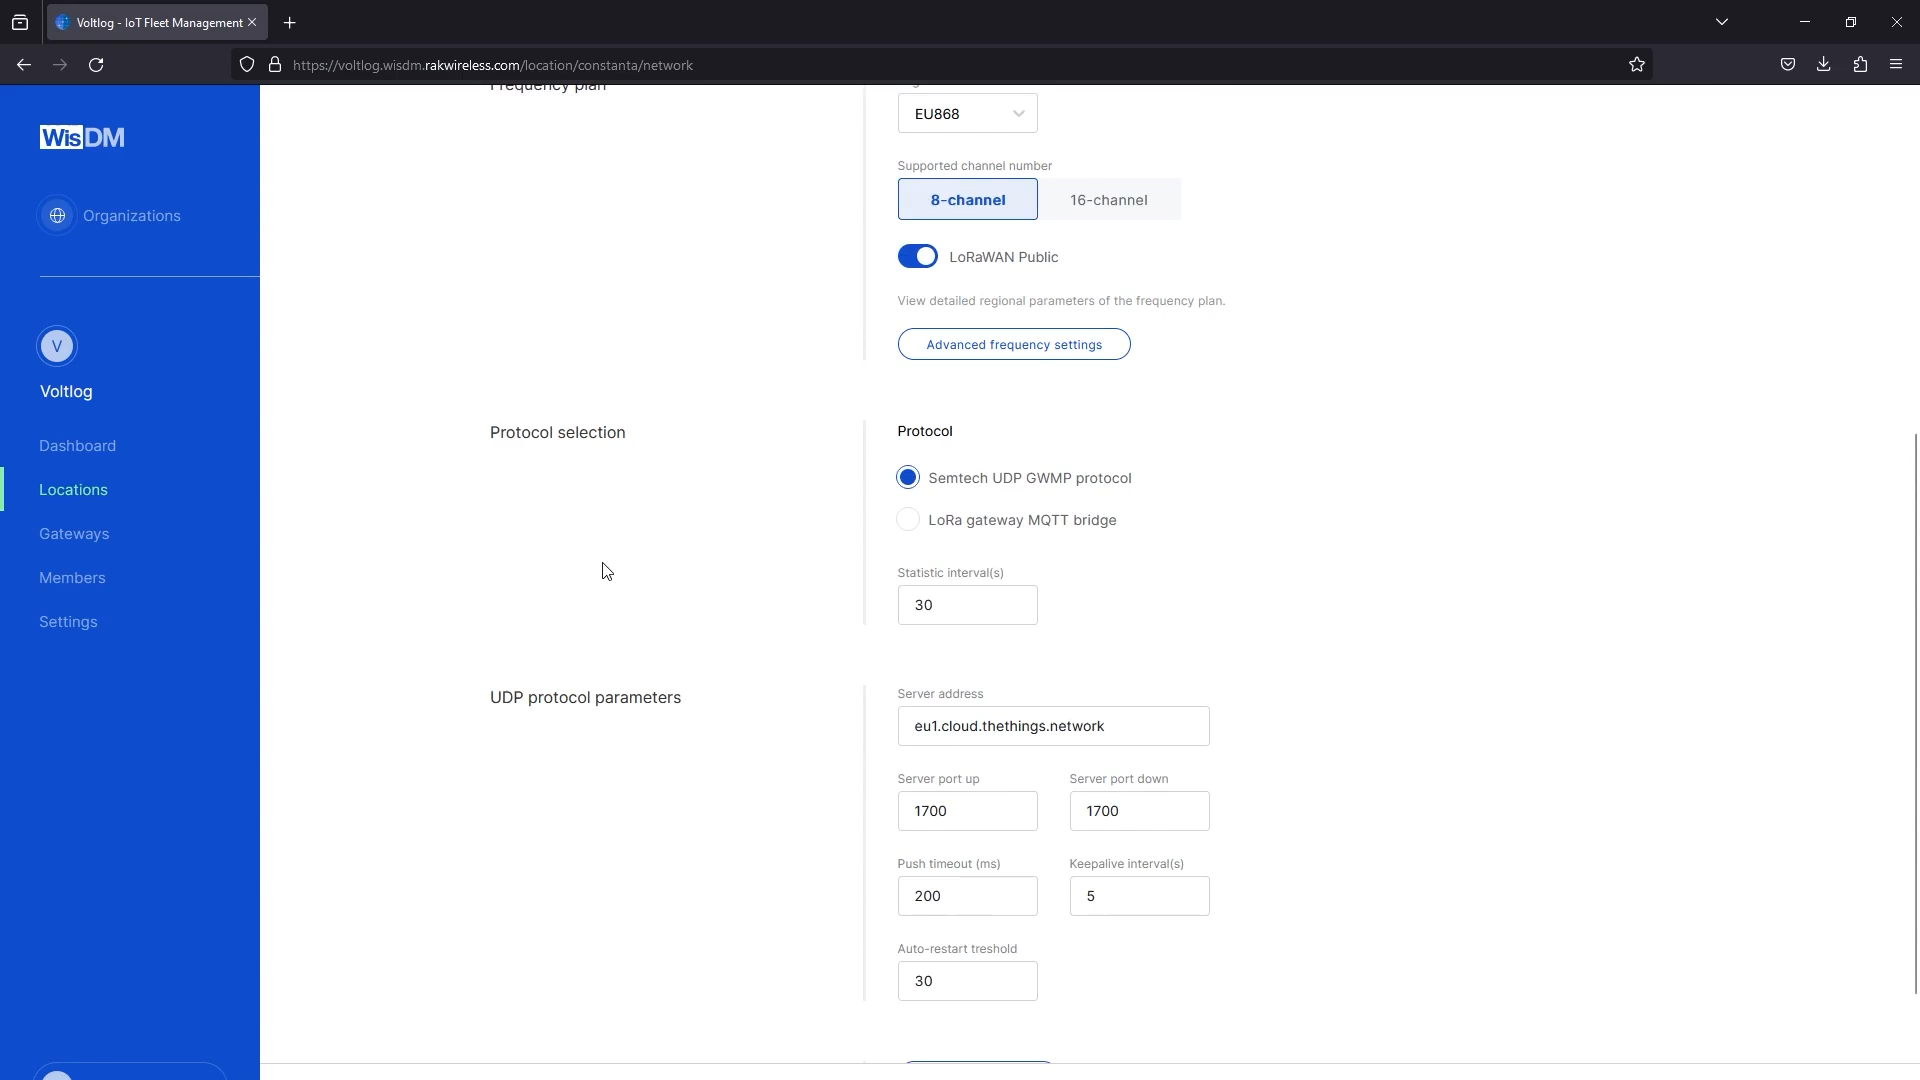 Voltlog - IoT Fleet Management
https://voltlog.wisdm.rakwireless.com/location/constanta/network
WisDM
Organizations
V
Voltlog
Dashboard
Locations
Gateways
Members
Settings
Frequency plan
EU868
Supported channel number
8-channel
16-channel
LoRaWAN Public
View detailed regional parameters of the frequency plan.
Advanced frequency settings
Protocol selection
Protocol
Semtech UDP GWMP protocol
LoRa gateway MQTT bridge
Statistic interval(s)
30
UDP protocol parameters
Server address
eu1.cloud.thethings.network
Server port up
Server port down
1700
1700
Push timeout (ms)
Keepalive interval(s)
200
5
Auto-restart treshold
30